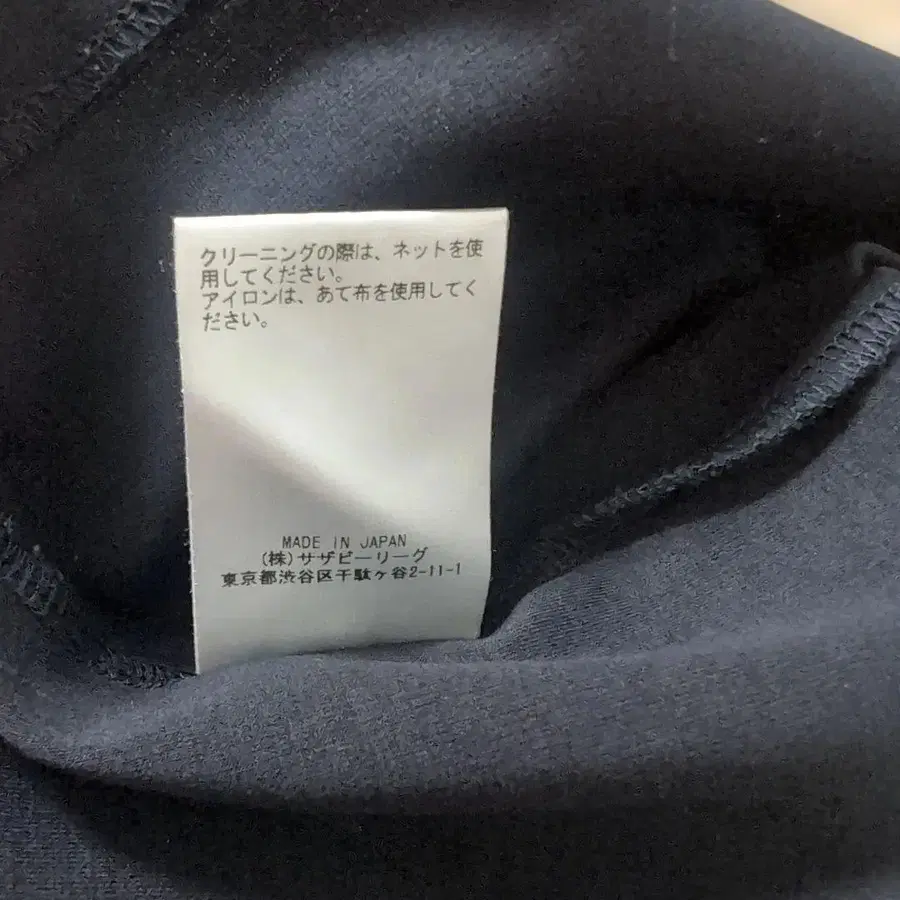 クリーニングの際は、ネットを使
用してください。
アイロンは、あて布を使用してく
ださい。
MADE IN JAPAN
(株)サザビーリーグ
東京都渋谷区千駄ヶ谷2-11-1